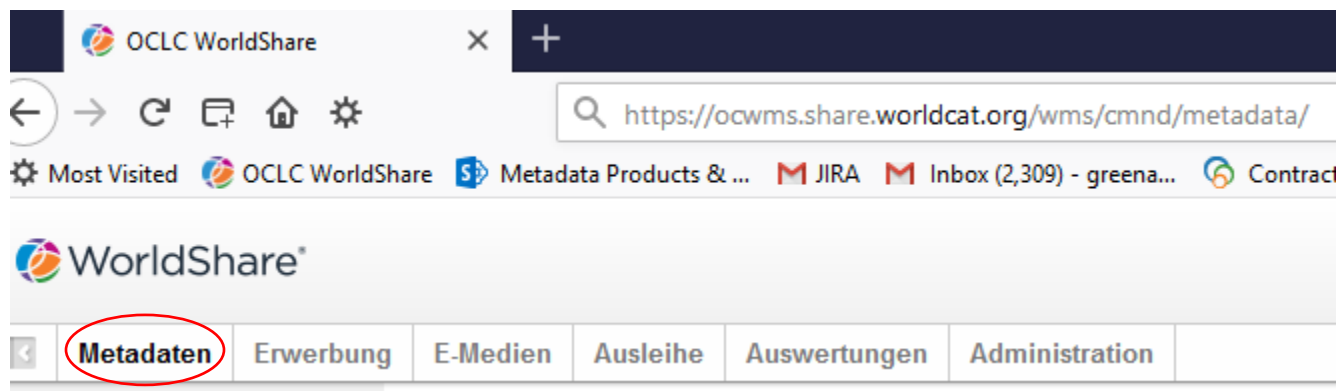 OCLC WorldShare
https://ocwms.share.worldcat.org/wms/cmnd/metadata/
Most Visited OCLC WorldShare Metadata Products & ... JIRA Inbox (2,309) - greena... Contract
WorldShare®
Metadaten Erwerbung E-Medien Ausleihe Auswertungen Administration